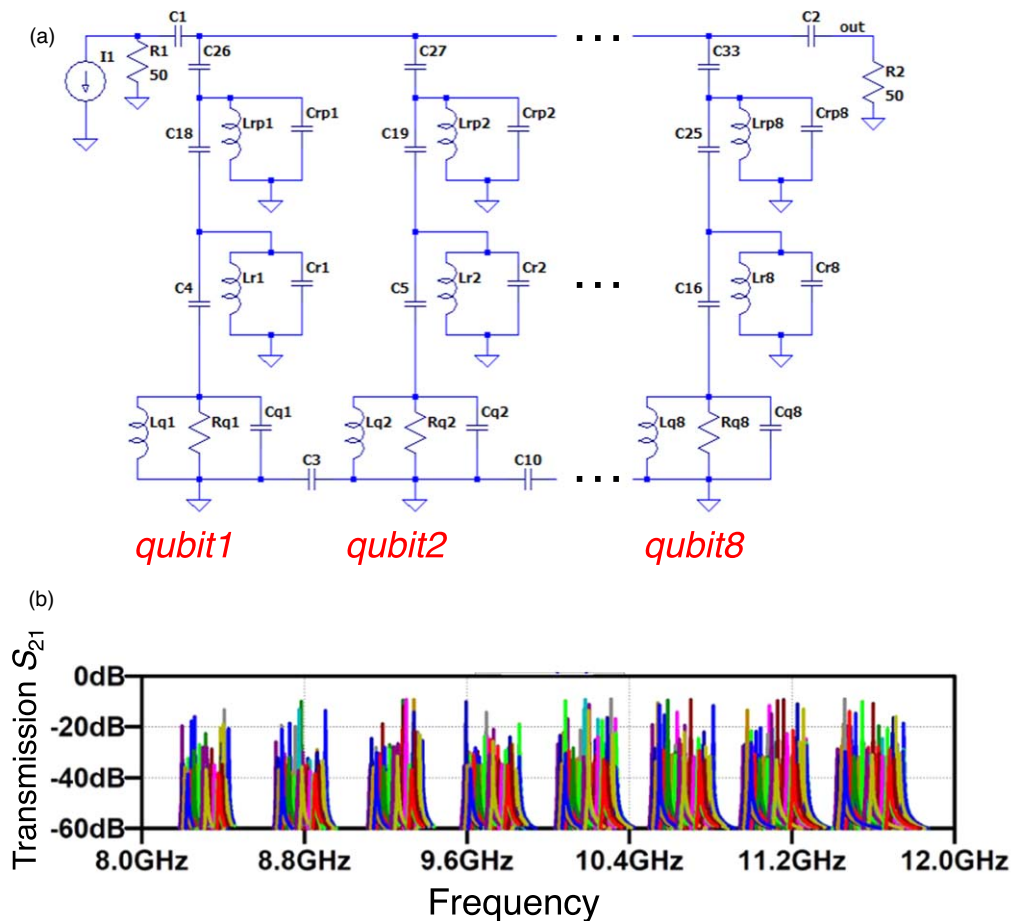 (a)
C1
C2
out
I1
R1
50
C26
C27
C33
R2
50
C18
Lrp1
Crp1
C19
Lrp2
Crp2
C25
Lrp8
Crp8
C4
Lr1
Cr1
C5
Lr2
Cr2
C16
Lr8
Cr8
Lq1
Rq1
Cq1
Lq2
Rq2
Cq2
Lq8
Rq8
Cq8
C3
C10
qubit1
qubit2
qubit8
(b)
Transmission S21
0dB
-20dB
-40dB
-60dB
8.0GHz
8.8GHz
9.6GHz
10.4GHz
11.2GHz
12.0GHz
Frequency